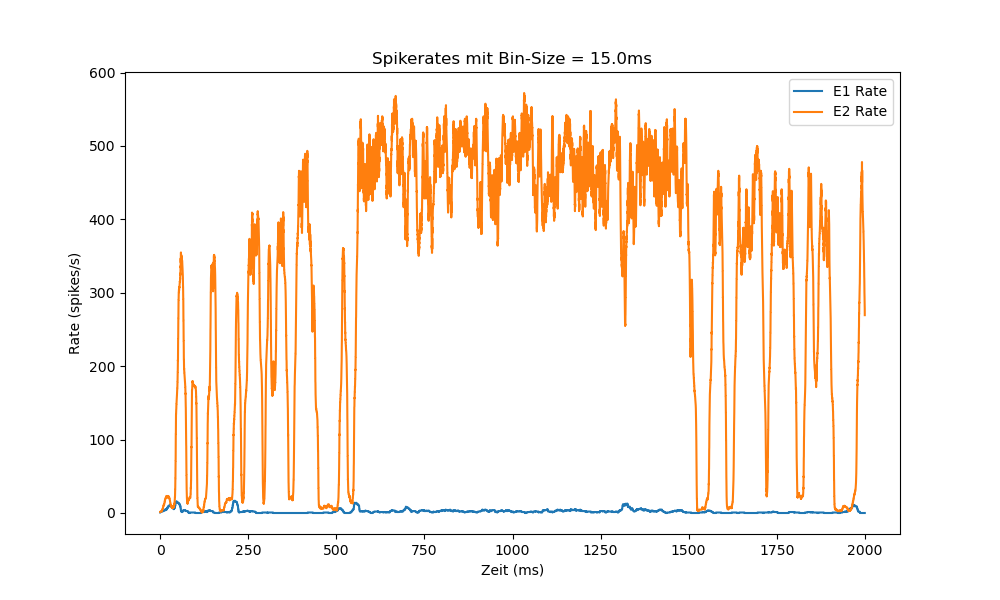 Spikerates mit Bin-Size = 15.0ms
E1 Rate
E2 Rate
Rate (spikes/s)
600
500
400
300
200
100
0
0 250 500 750 1000 1250 1500 1750 2000
Zeit (ms)